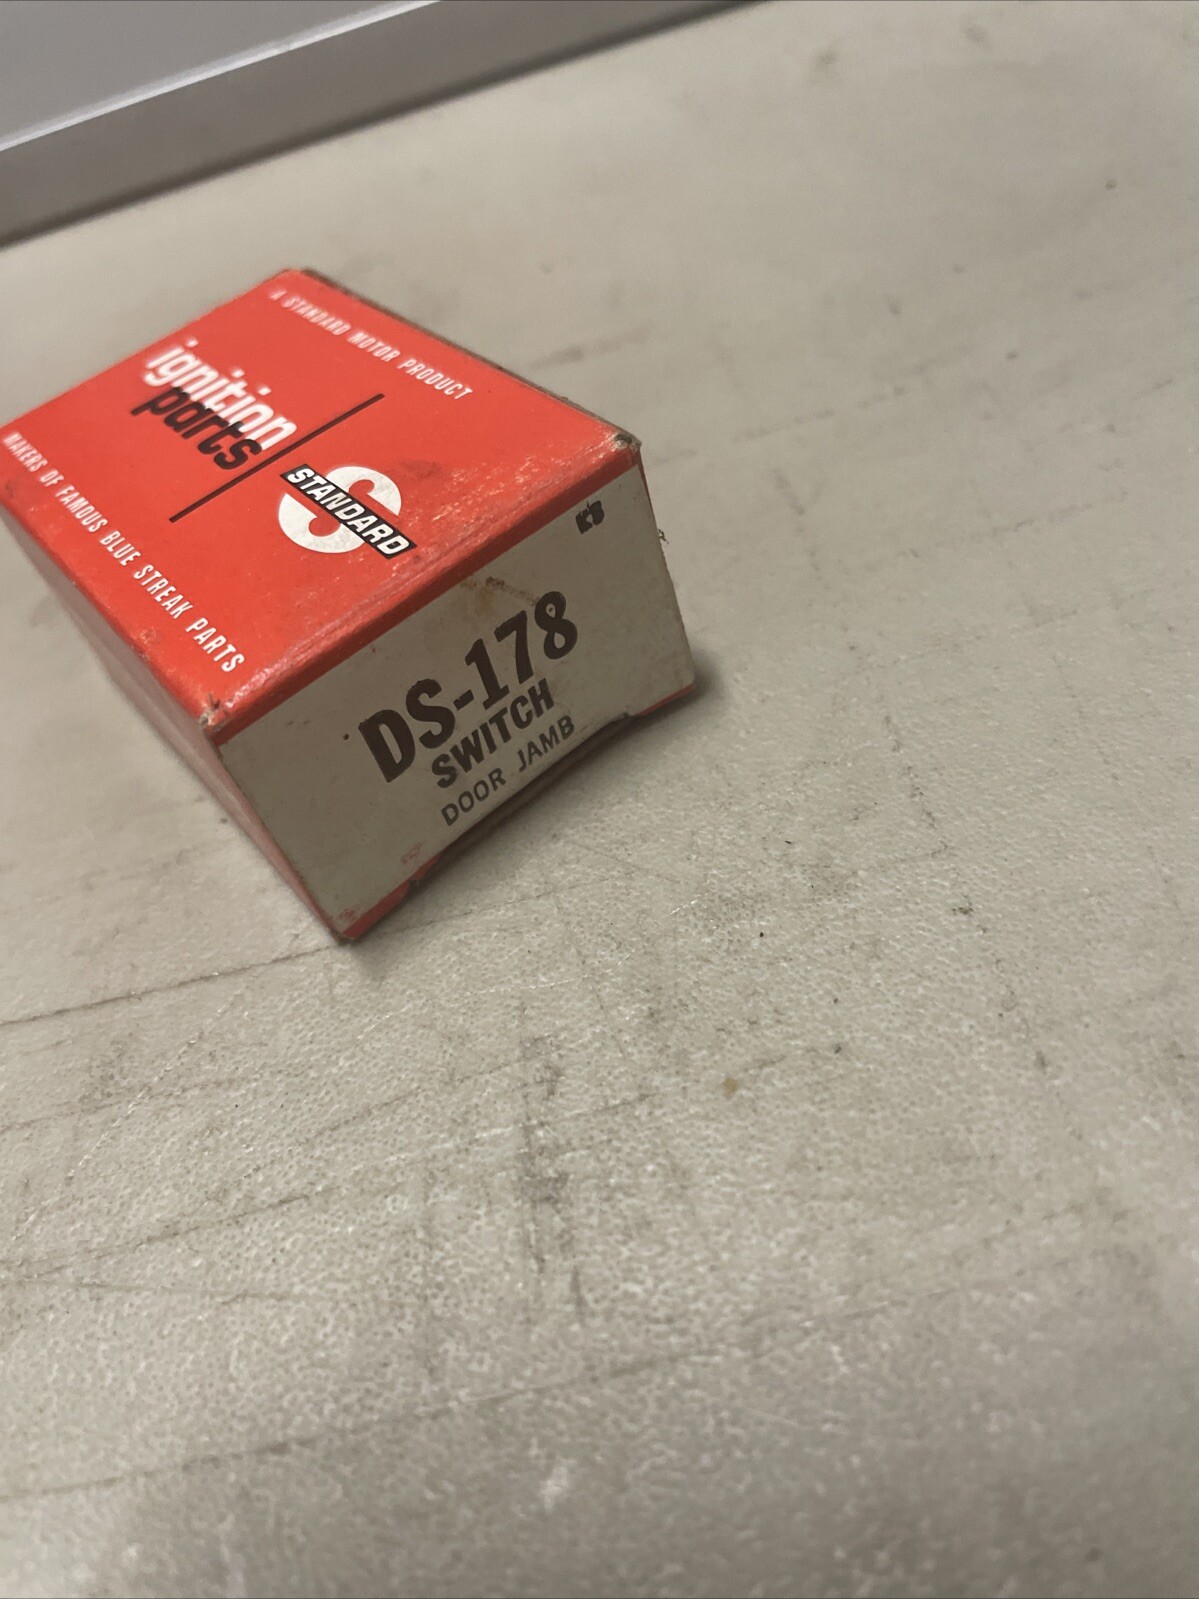 A STANDARD MOTOR PRODUCT
ignition
parts
STANDARD
MAKERS OF FAMOUS BLUE STREAK PARTS
DS-178
SWITCH
DOOR JAMB